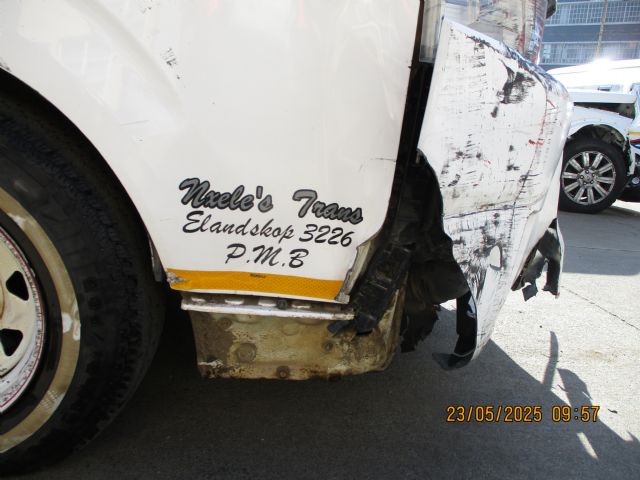 Nxele's Trans
Elandskop 3226
P.M.B
23/05/2025 09:57